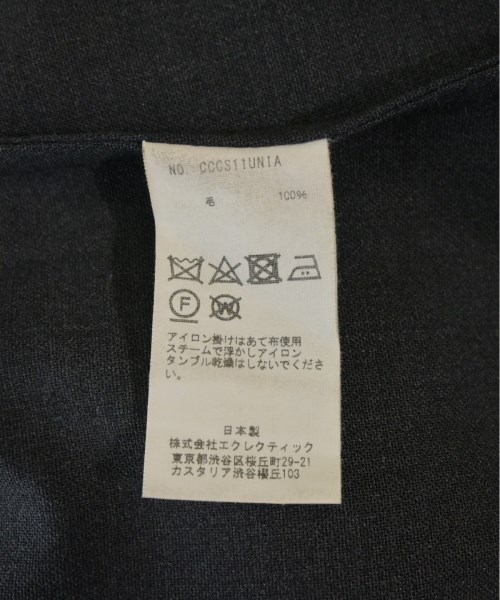 NO. CCCS11UNIA
毛 100%
F W
アイロン掛けはあて布使用
スチームで浮かしアイロン
タンブル乾燥はしないでくださ
い。
日本製
株式会社エクレクティック
東京都渋谷区桜丘町29-21
カスタリア渋谷櫻丘103